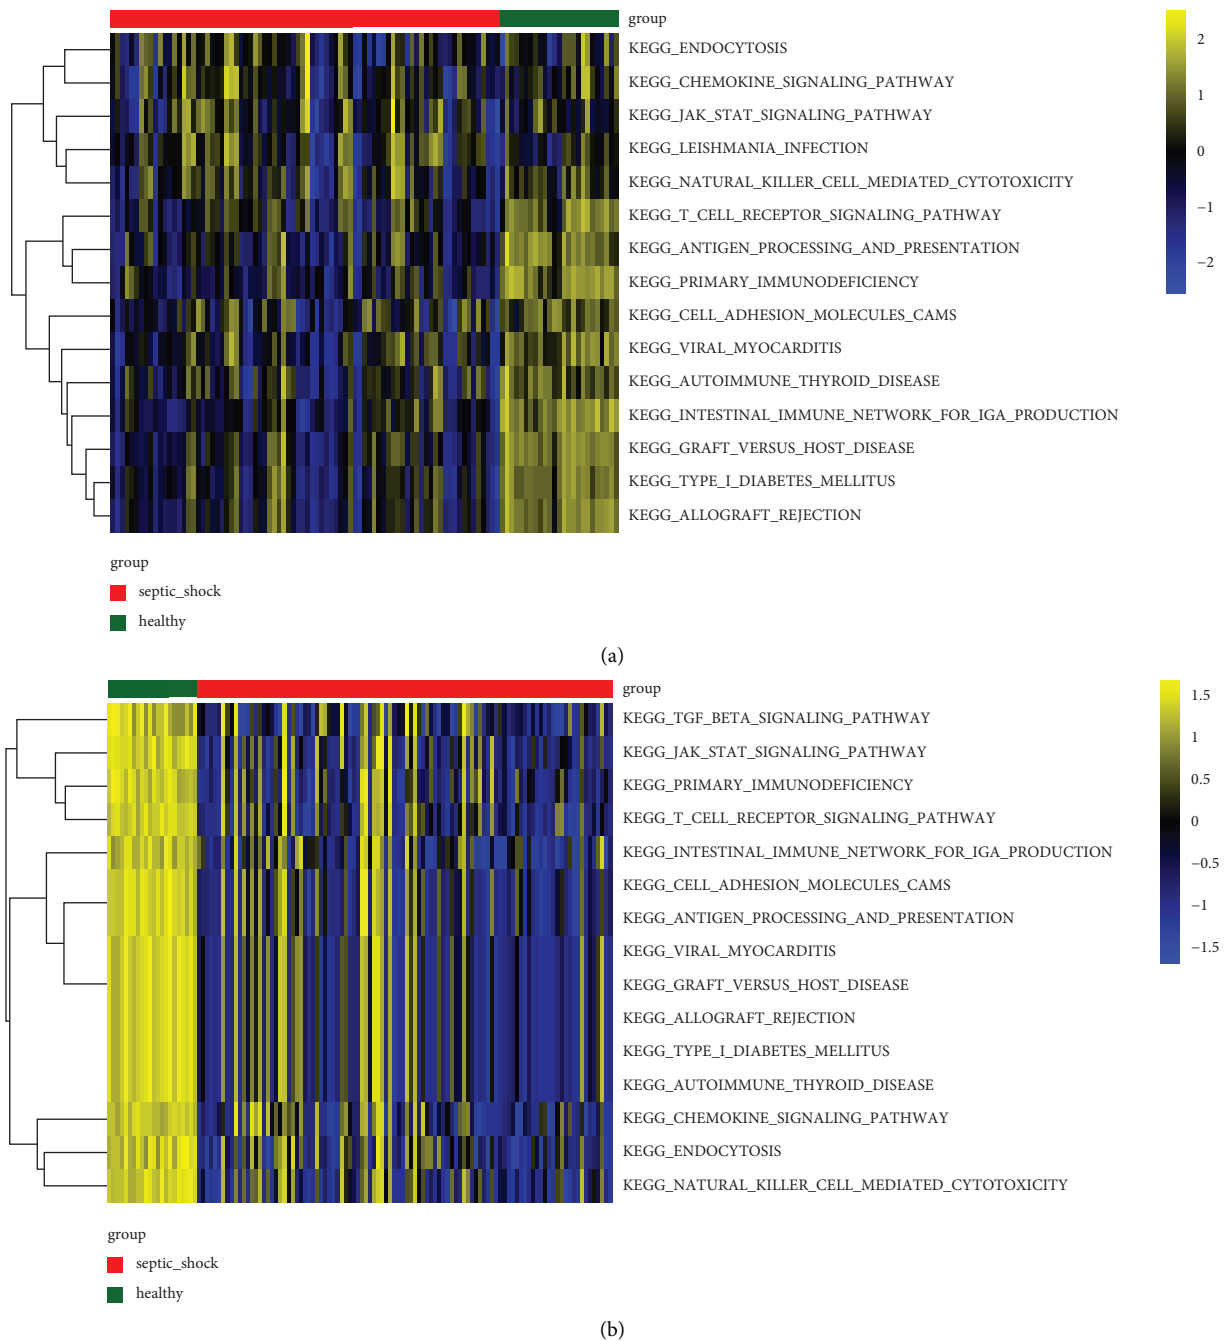 group
KEGG_ENDOCYTOSIS
KEGG_CHEMOKINE_SIGNALING_PATHWAY
KEGG_JAK_STAT_SIGNALING_PATHWAY
KEGG_LEISHMANIA_INFECTION
KEGG_NATURAL_KILLER_CELL_MEDIATED_CYTOTOXICITY
KEGG_T_CELL_RECEPTOR_SIGNALING_PATHWAY
KEGG_ANTIGEN_PROCESSING_AND_PRESENTATION
KEGG_PRIMARY_IMMUNODEFICIENCY
KEGG_CELL_ADHESION_MOLECULES_CAMS
KEGG_VIRAL_MYOCARDITIS
KEGG_AUTOIMMUNE_THYROID_DISEASE
KEGG_INTESTINAL_IMMUNE_NETWORK_FOR_IGA_PRODUCTION
KEGG_GRAFT_VERSUS_HOST_DISEASE
KEGG_TYPE_I_DIABETES_MELLITUS
KEGG_ALLOGRAFT_REJECTION
2
1
0
−1
−2
group
septic_shock
healthy
(a)
group
KEGG_TGF_BETA_SIGNALING_PATHWAY
KEGG_JAK_STAT_SIGNALING_PATHWAY
KEGG_PRIMARY_IMMUNODEFICIENCY
KEGG_T_CELL_RECEPTOR_SIGNALING_PATHWAY
KEGG_INTESTINAL_IMMUNE_NETWORK_FOR_IGA_PRODUCTION
KEGG_CELL_ADHESION_MOLECULES_CAMS
KEGG_ANTIGEN_PROCESSING_AND_PRESENTATION
KEGG_VIRAL_MYOCARDITIS
KEGG_GRAFT_VERSUS_HOST_DISEASE
KEGG_ALLOGRAFT_REJECTION
KEGG_TYPE_I_DIABETES_MELLITUS
KEGG_AUTOIMMUNE_THYROID_DISEASE
KEGG_CHEMOKINE_SIGNALING_PATHWAY
KEGG_ENDOCYTOSIS
KEGG_NATURAL_KILLER_CELL_MEDIATED_CYTOTOXICITY
1.5
1
0.5
0
−0.5
−1
−1.5
group
septic_shock
healthy
(b)